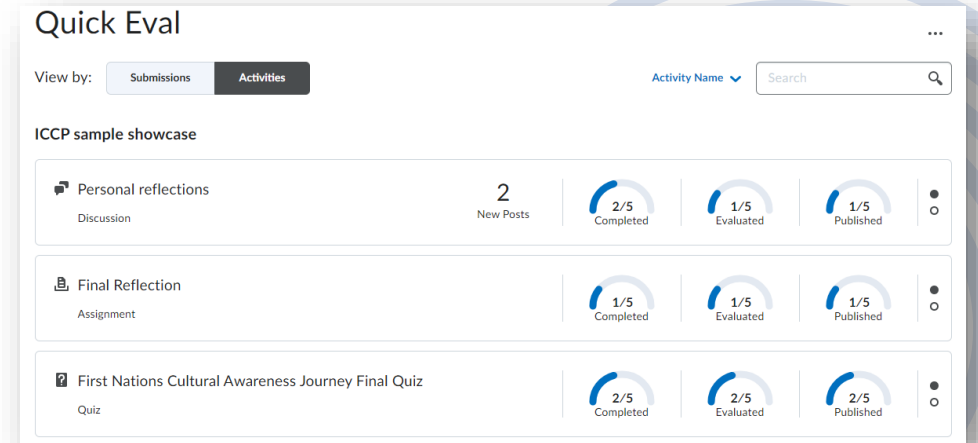 Quick Eval
...
View by: Submissions Activities Activity Name Search
ICCP sample showcase
Personal reflections
Discussion
2
New Posts
2/5
Completed
1/5
Evaluated
1/5
Published
Final Reflection
Assignment
1/5
Completed
1/5
Evaluated
1/5
Published
First Nations Cultural Awareness Journey Final Quiz
Quiz
2/5
Completed
2/5
Evaluated
2/5
Published